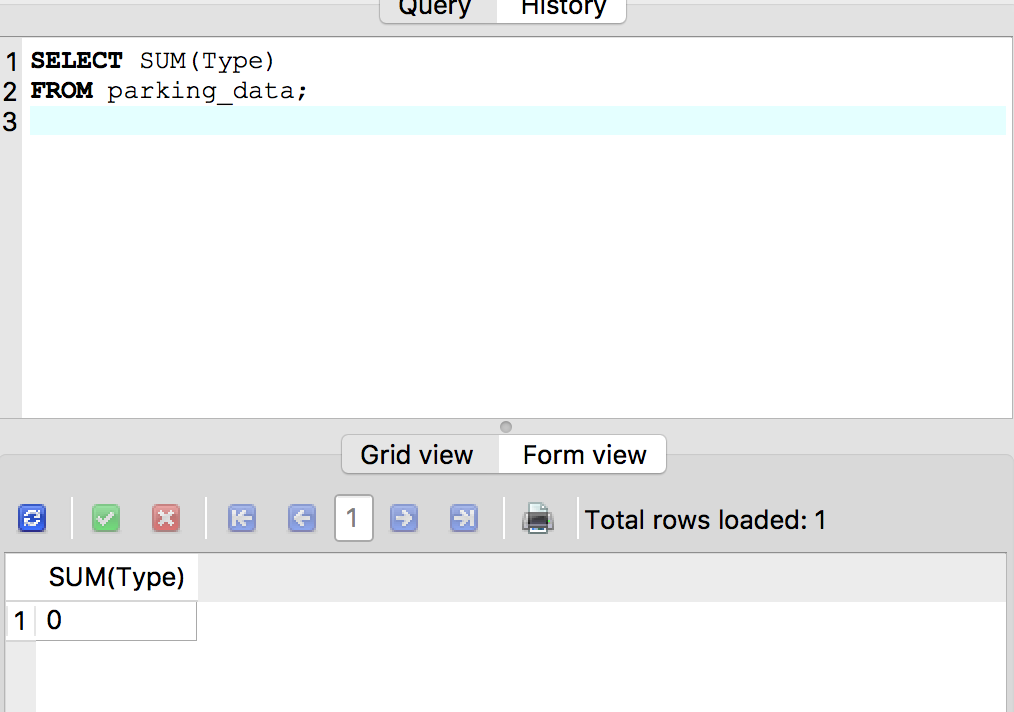 Query History
1 SELECT SUM(Type)
2 FROM parking_data;
3
Grid view Form view
1 Total rows loaded: 1
SUM(Type)
1 0